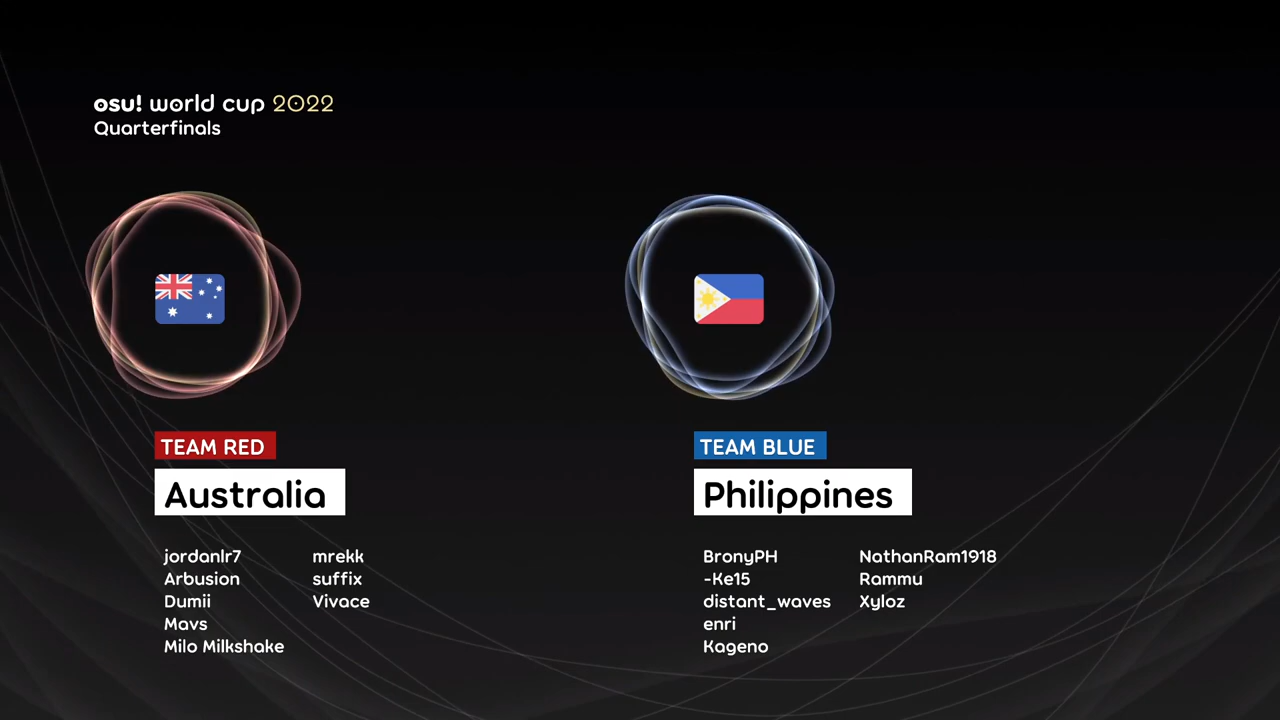 osu! world cup 2022
Quarterfinals
TEAM RED
Australia
jordanlr7
Arbusion
Dumii
Mavs
Milo Milkshake
mrekk
suffix
Vivace
TEAM BLUE
Philippines
BronyPH
-Ke15
distant_waves
enri
Kageno
NathanRam1918
Rammu
Xyloz